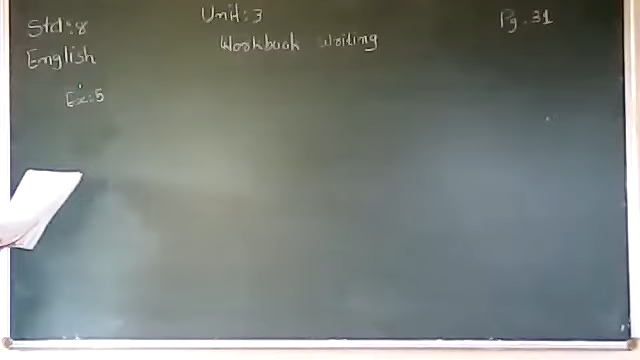 Std:8
Unit:3
Pg. 31
English
Workbook writing
Ex:5